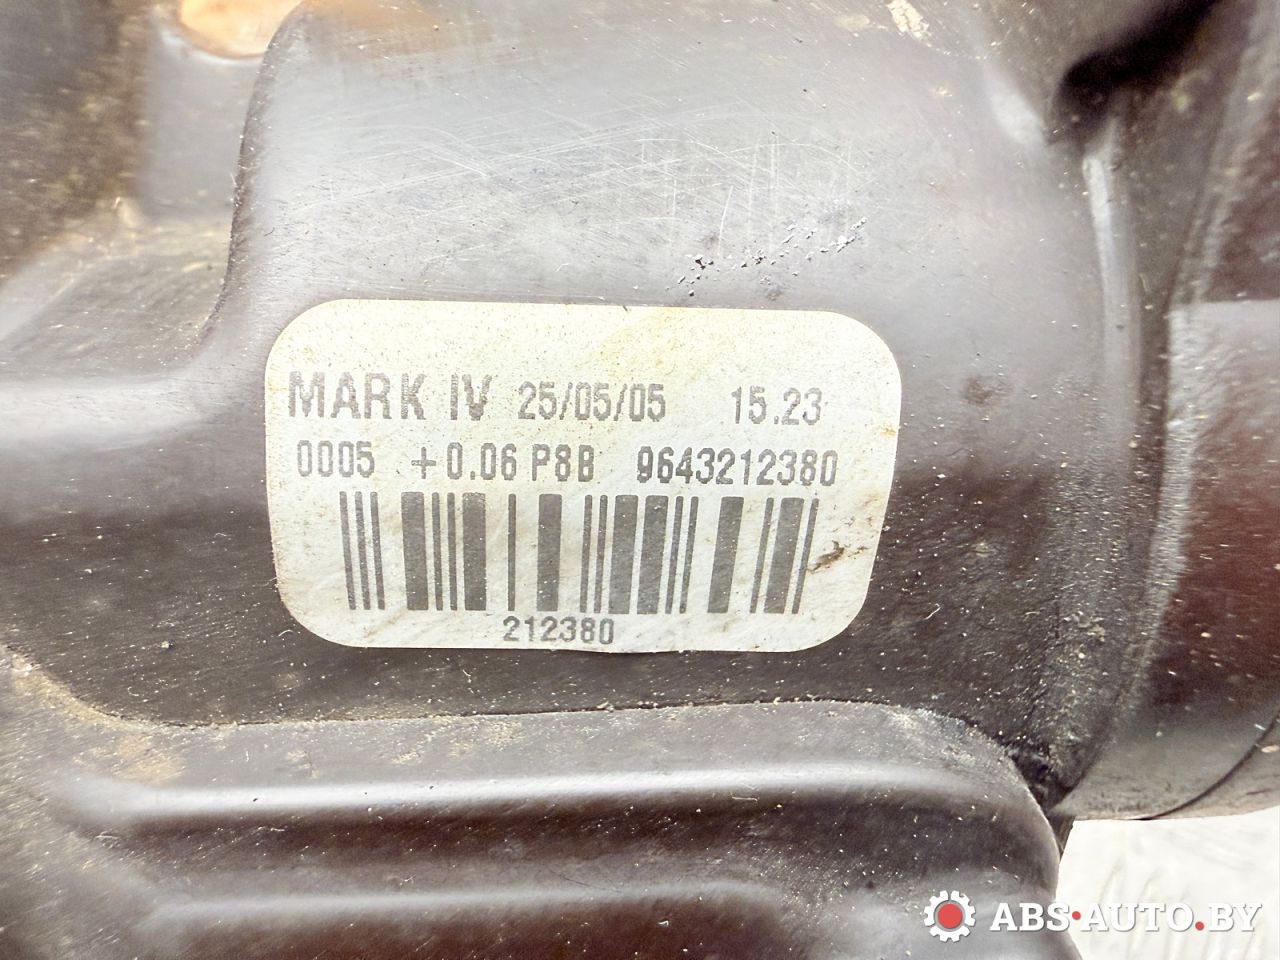 MARK IV 25/05/05 15.23
0005 +0.06 P8B 9643212380
212380
ABS-AUTO.BY